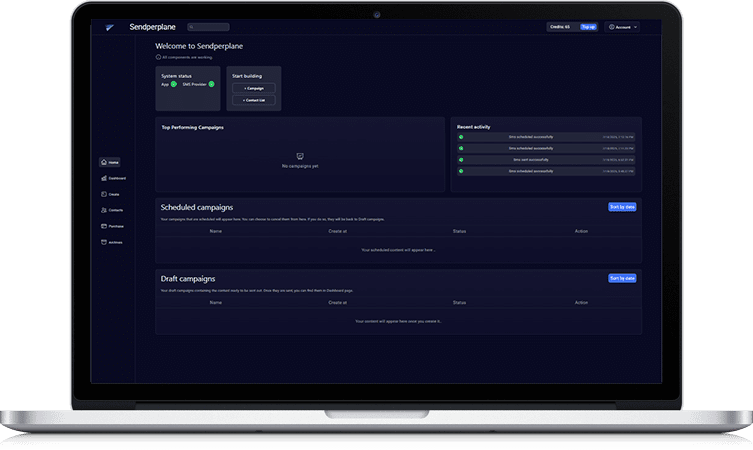 Sendperplane
Credits: 48
Top up
Account
Welcome to Sendperplane
All components are working.
System status
App
SMS Provider
Start building
+ Campaign
+ Contact List
Top Performing Campaigns
No campaigns yet
Recent activity
Sms scheduled successfully
Sms scheduled successfully
Sms sent successfully
Sms scheduled successfully
Home
Dashboard
Create
Contacts
Purchase
Archives
Scheduled campaigns
Sort by date
Your campaigns that are scheduled will appear here. You can choose to cancel them from here. If you do so, they will be back to Draft campaigns.
Name Create at Status Action
Your scheduled content will appear here...
Draft campaigns
Sort by date
Your draft campaigns containing the content ready to be sent out. Once they are sent, you can find them in Dashboard page.
Name Create at Status Action
Your content will appear here once you create it...